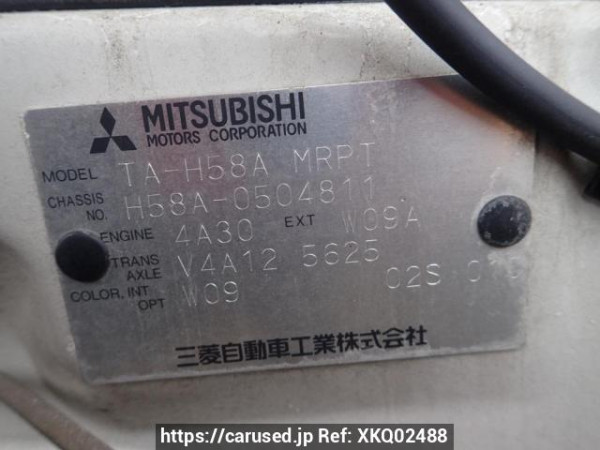 MITSUBISHI
MOTORS CORPORATION
MODEL TA-H58A MRPT
CHASSIS NO. H58A-0504811
ENGINE 4A30 EXT W09A
TRANS AXLE V4A12 5625
COLOR, INT OPT W09 02S
三菱自動車工業株式会社
https://carused.jp Ref: XKQ02488